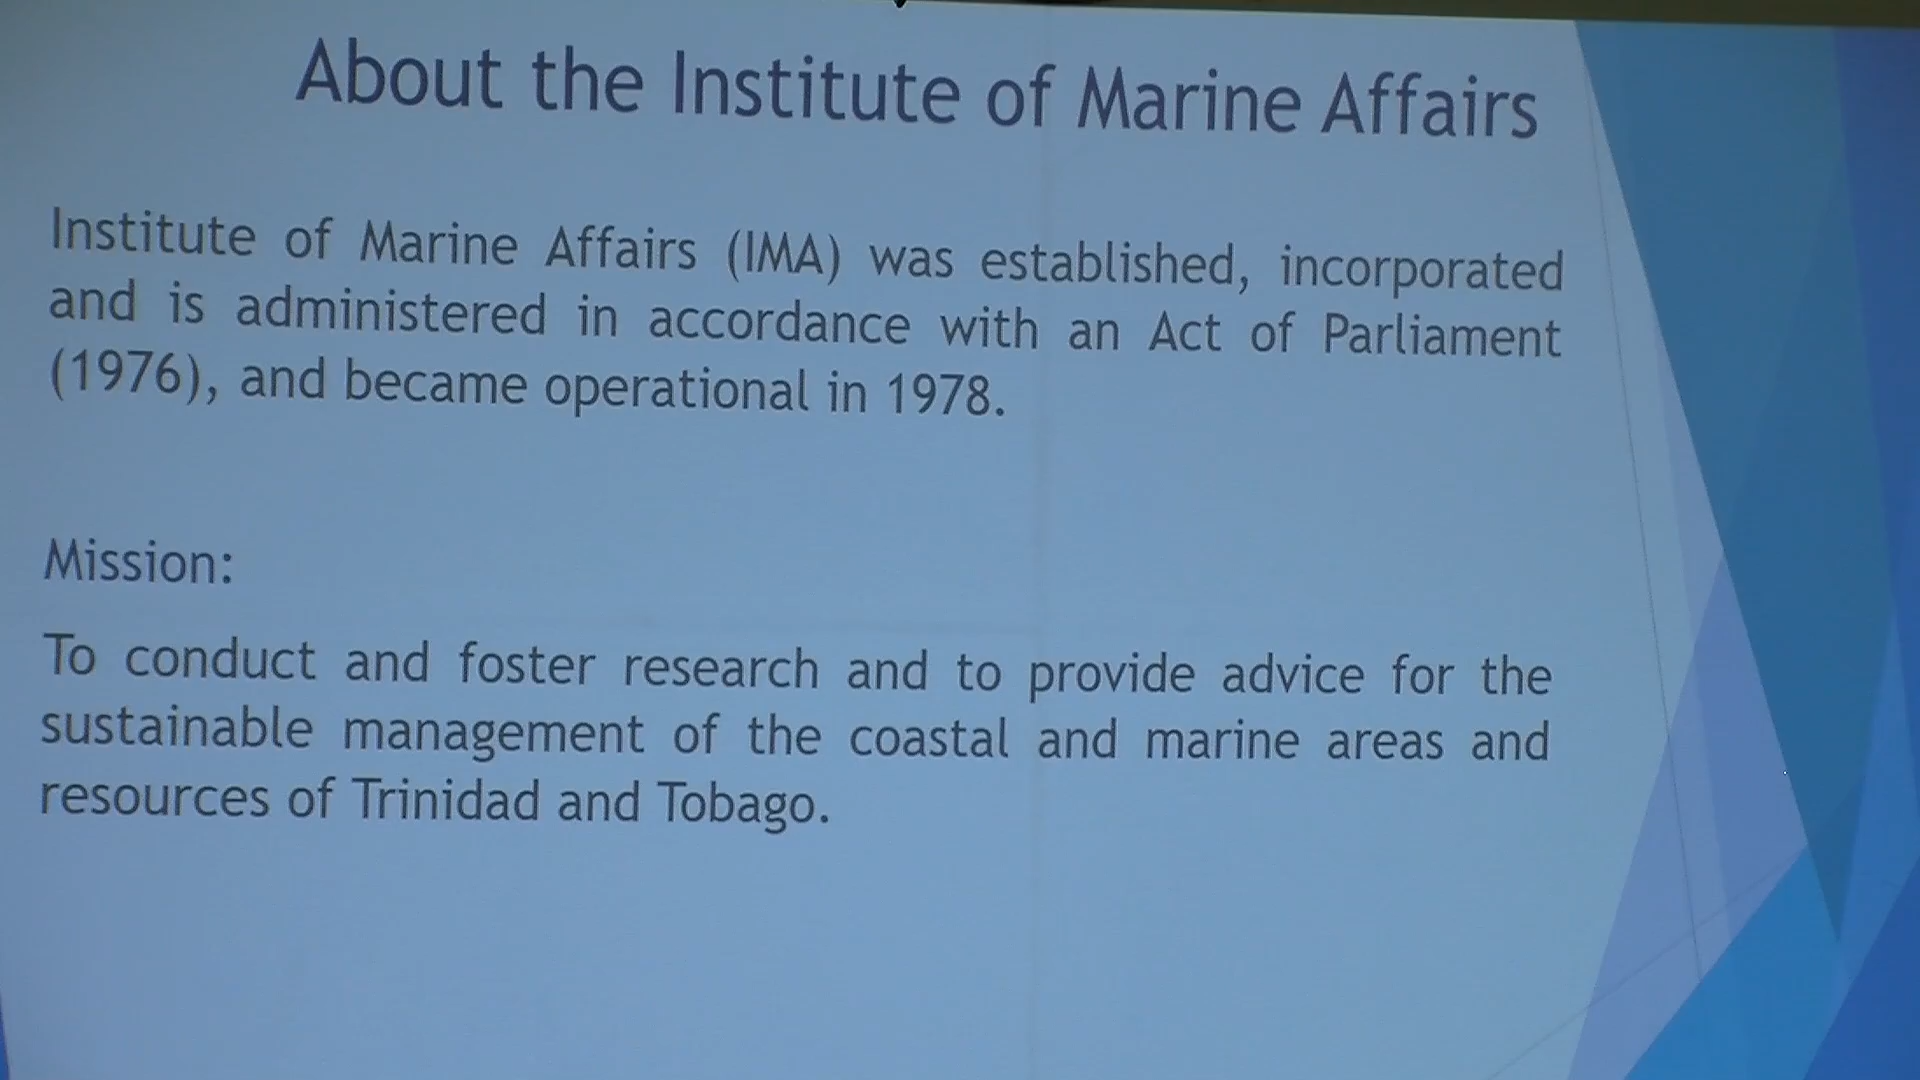 About the Institute of Marine Affairs
Institute of Marine Affairs (IMA) was established, incorporated
and is administered in accordance with an Act of Parliament
(1976), and became operational in 1978.
Mission:
To conduct and foster research and to provide advice for the
sustainable management of the coastal and marine areas and
resources of Trinidad and Tobago.